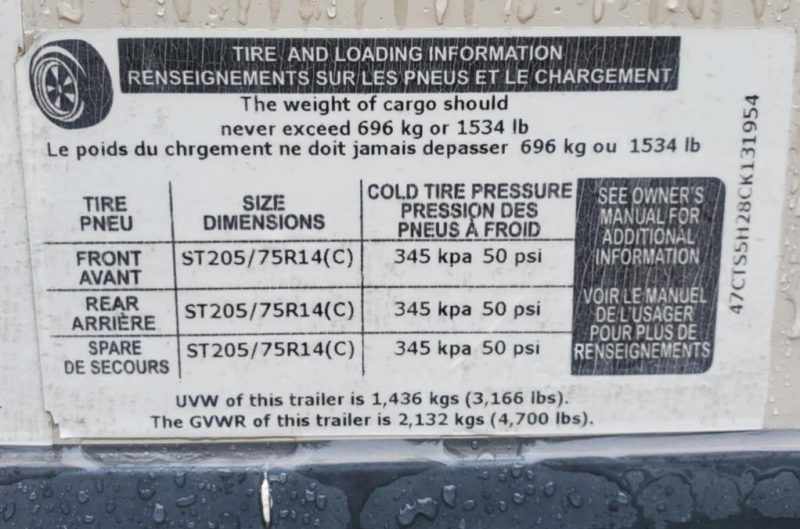 TIRE AND LOADING INFORMATION
RENSEIGNEMENTS SUR LES PNEUS ET LE CHARGEMENT
The weight of cargo should
never exceed 696 kg or 1534 lb
Le poids du chrgement ne doit jamais depasser 696 kg ou 1534 lb
TIRE
PNEU
SIZE
DIMENSIONS
COLD TIRE PRESSURE
PRESSION DES
PNEUS À FROID
FRONT
AVANT
ST205/75R14(C)
345 kpa 50 psi
REAR
ARRIÈRE
ST205/75R14(C)
345 kpa 50 psi
SPARE
DE SECOURS
ST205/75R14(C)
345 kpa 50 psi
SEE OWNER'S
MANUAL FOR
ADDITIONAL
INFORMATION
VOIR LE MANUEL
DE L'USAGER
POUR PLUS DE
RENSEIGNEMENTS
47CTS5H28CK131954
UVW of this trailer is 1,436 kgs (3,166 lbs).
The GVWR of this trailer is 2,132 kgs (4,700 lbs).